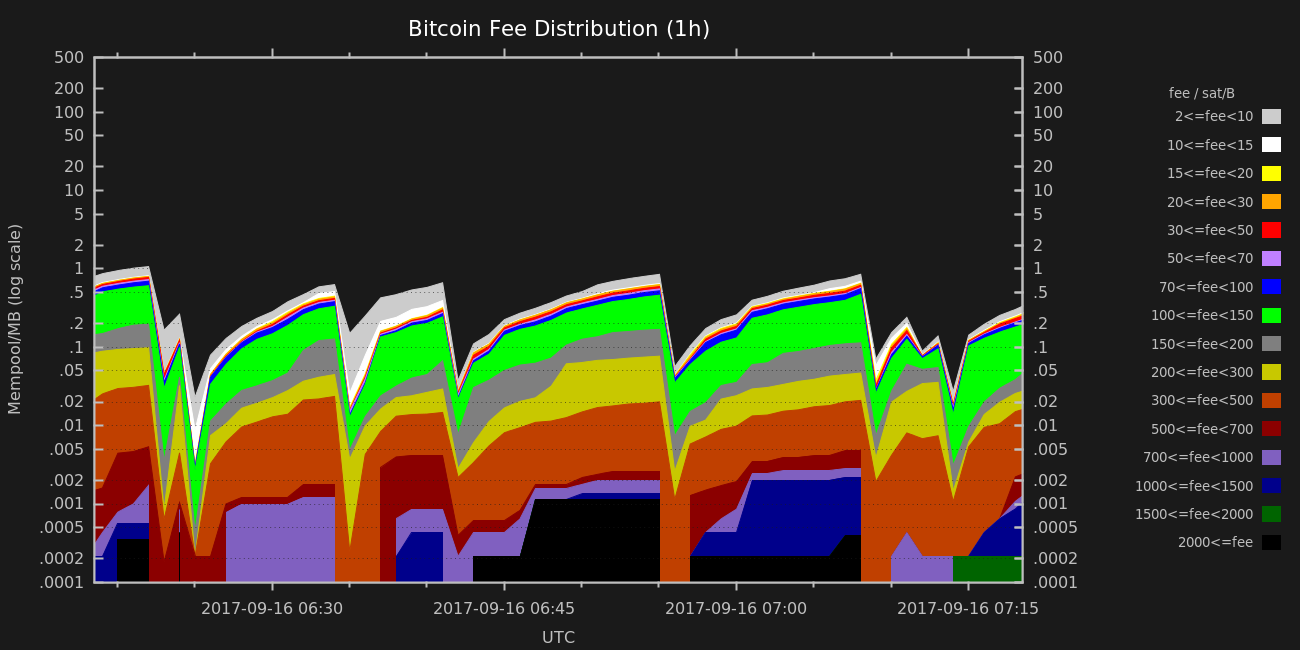 Bitcoin Fee Distribution (1h)
Mempool/MB (log scale)
500
200
100
50
20
10
5
2
1
.5
.2
.1
.05
.02
.01
.005
.002
.001
.0005
.0002
.0001
500
200
100
50
20
10
5
2
1
.5
.2
.1
.05
.02
.01
.005
.002
.001
.0005
.0002
.0001
2017-09-16 06:30
2017-09-16 06:45
2017-09-16 07:00
2017-09-16 07:15
UTC
fee / sat/B
2<=fee<10
10<=fee<15
15<=fee<20
20<=fee<30
30<=fee<50
50<=fee<70
70<=fee<100
100<=fee<150
150<=fee<200
200<=fee<300
300<=fee<500
500<=fee<700
700<=fee<1000
1000<=fee<1500
1500<=fee<2000
2000<=fee